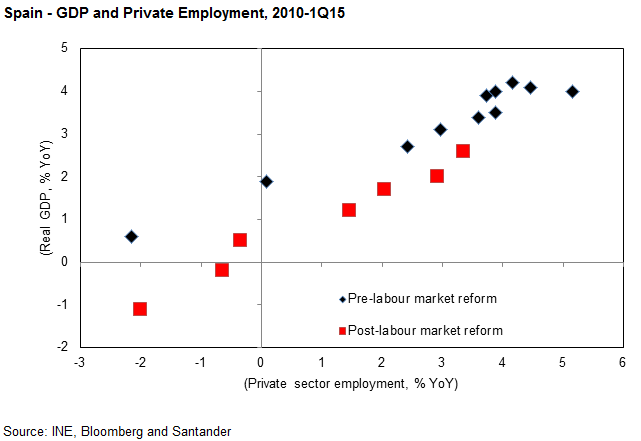 Spain - GDP and Private Employment, 2010-1Q15
(Real GDP, % YoY)
5
4
3
2
1
0
-1
-2
-3 -2 -1 0 1 2 3 4 5 6
Pre-labour market reform
Post-labour market reform
(Private sector employment, % YoY)
Source: INE, Bloomberg and Santander